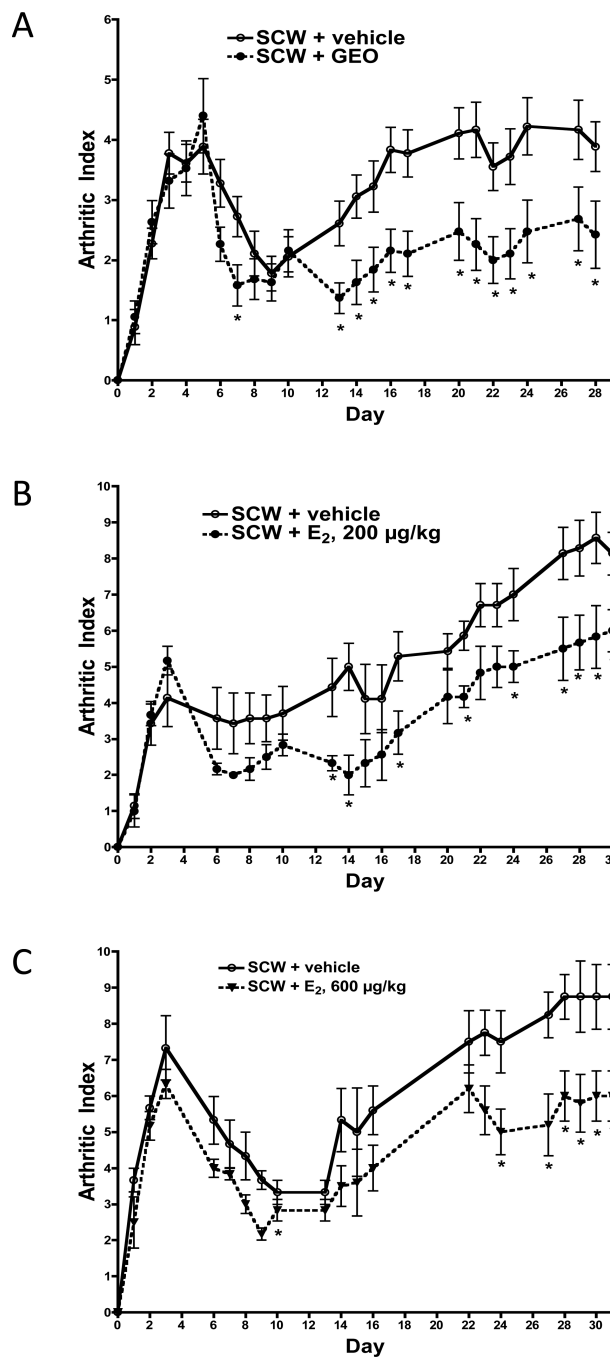 A
SCW + vehicle
SCW + GEO
Arthritic Index
6
5
4
3
2
1
0
* * * * * * * * * * * * *
0 2 4 6 8 10 12 14 16 18 20 22 24 26 28
Day
B
SCW + vehicle
SCW + E₂, 200 µg/kg
Arthritic Index
10
9
8
7
6
5
4
3
2
1
0
* * * * * * * *
0 2 4 6 8 10 12 14 16 18 20 22 24 26 28
Day
C
SCW + vehicle
SCW + E₂, 600 µg/kg
Arthritic Index
10
9
8
7
6
5
4
3
2
1
0
* * * * * *
0 2 4 6 8 10 12 14 16 18 20 22 24 26 28 30
Day